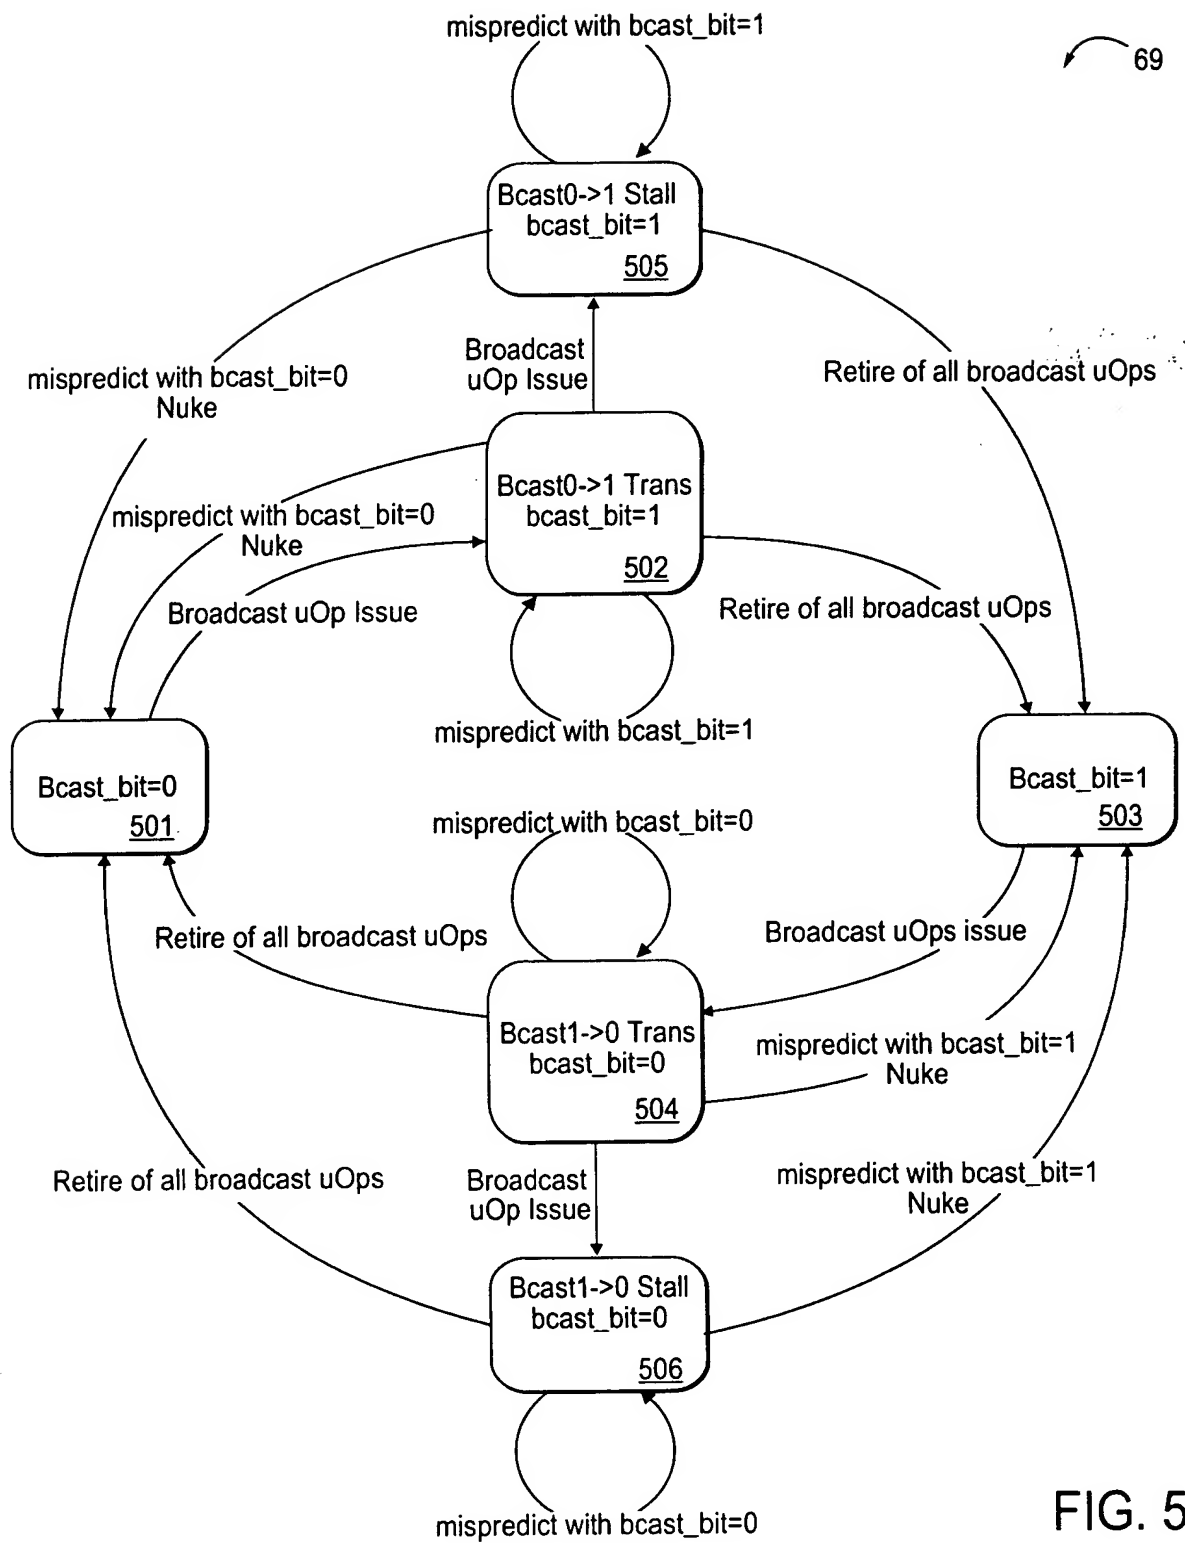 mispredict with bcast_bit=1
69
Bcast0->1 Stall
bcast_bit=1
505
Broadcast
uOp Issue
mispredict with bcast_bit=0
Nuke
Retire of all broadcast uOps
Bcast0->1 Trans
bcast_bit=1
502
mispredict with bcast_bit=0
Nuke
Broadcast uOp Issue
Retire of all broadcast uOps
mispredict with bcast_bit=1
Bcast_bit=0
501
Bcast_bit=1
503
mispredict with bcast_bit=0
Retire of all broadcast uOps
Broadcast uOps issue
Bcast1->0 Trans
bcast_bit=0
504
mispredict with bcast_bit=1
Nuke
Retire of all broadcast uOps
Broadcast
uOp Issue
mispredict with bcast_bit=1
Nuke
Bcast1->0 Stall
bcast_bit=0
506
mispredict with bcast_bit=0
FIG. 5